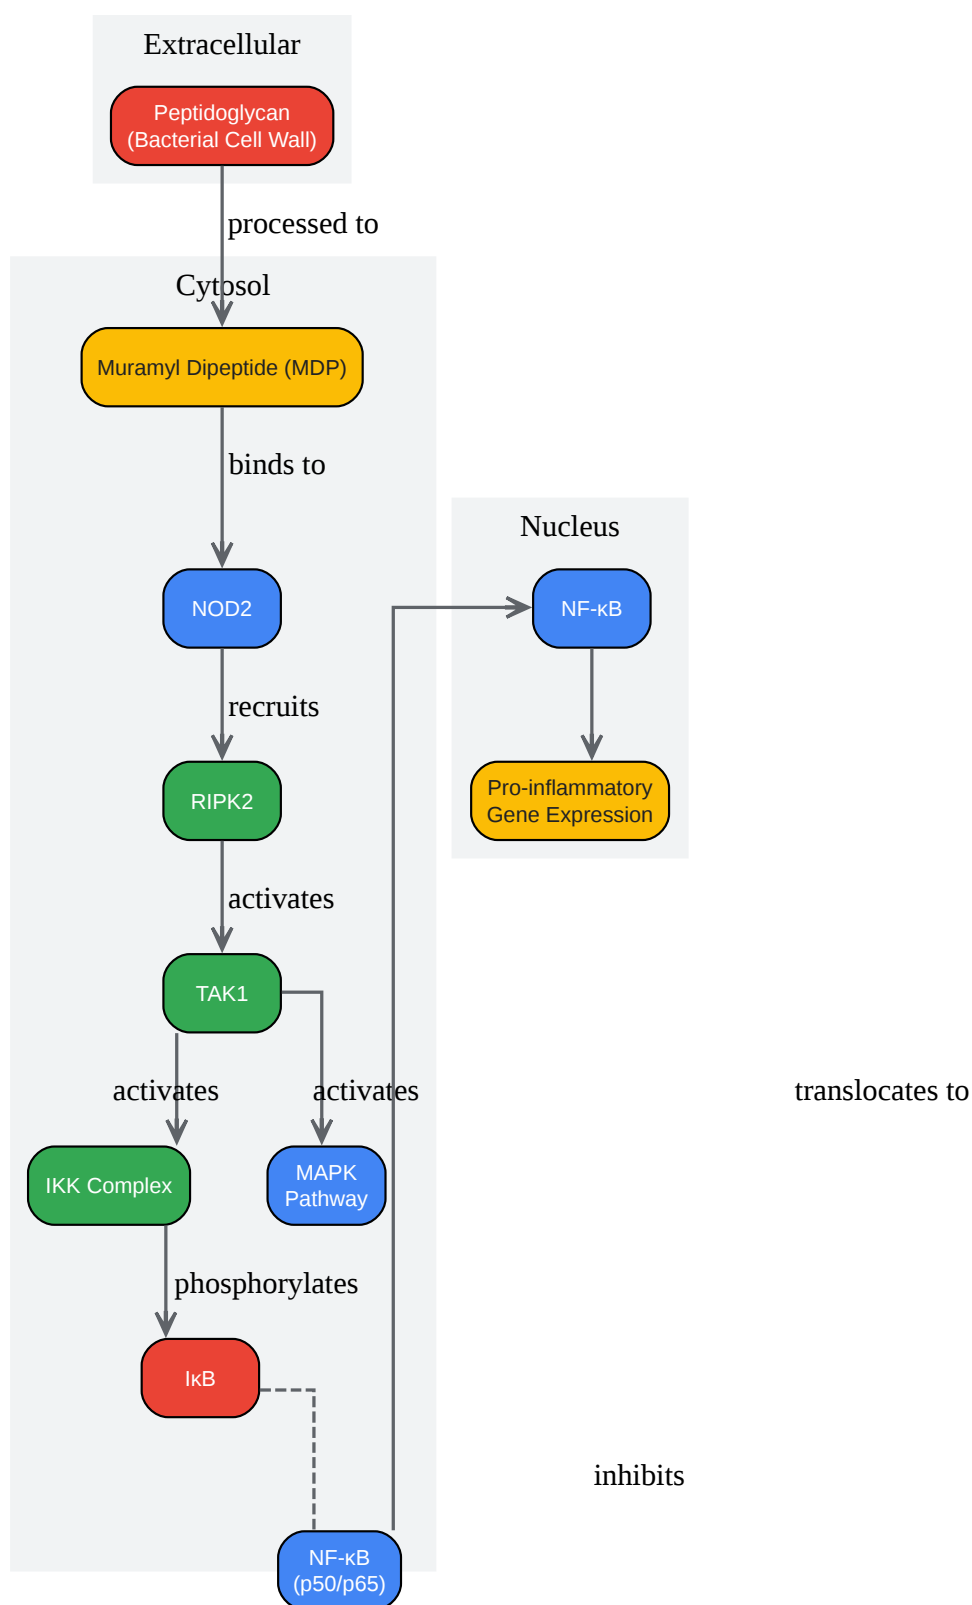 Extracellular
Peptidoglycan
(Bacterial Cell Wall)
processed to
Cytosol
Muramyl Dipeptide (MDP)
binds to
Nucleus
NOD2
NF-κB
recruits
RIPK2
Pro-inflammatory
Gene Expression
activates
TAK1
activates
activates
translocates to
IKK Complex
MAPK
Pathway
phosphorylates
IκB
inhibits
NF-κB
(p50/p65)